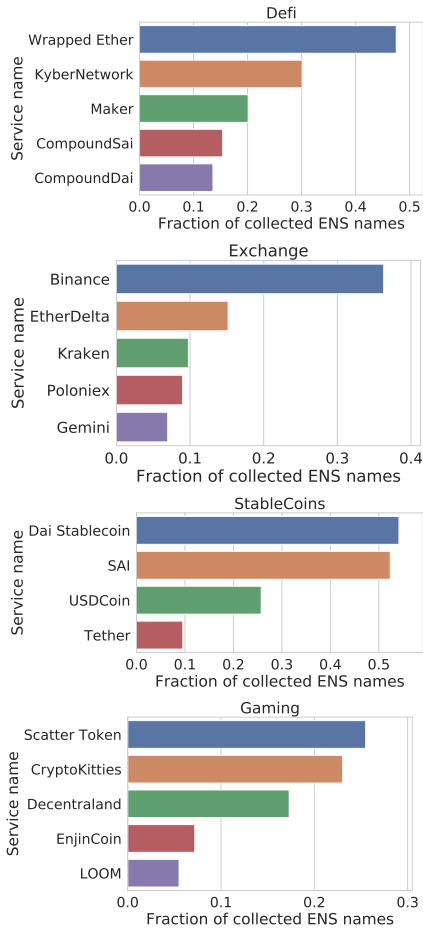 Defi
Service name
Wrapped Ether
KyberNetwork
Maker
CompoundSai
CompoundDai
0.0 0.1 0.2 0.3 0.4 0.5
Fraction of collected ENS names
Exchange
Service name
Binance
EtherDelta
Kraken
Poloniex
Gemini
0.0 0.1 0.2 0.3 0.4
Fraction of collected ENS names
StableCoins
Service name
Dai Stablecoin
SAI
USDCoin
Tether
0.0 0.1 0.2 0.3 0.4 0.5
Fraction of collected ENS names
Gaming
Service name
Scatter Token
CryptoKitties
Decentraland
EnjinCoin
LOOM
0.0 0.1 0.2 0.3
Fraction of collected ENS names